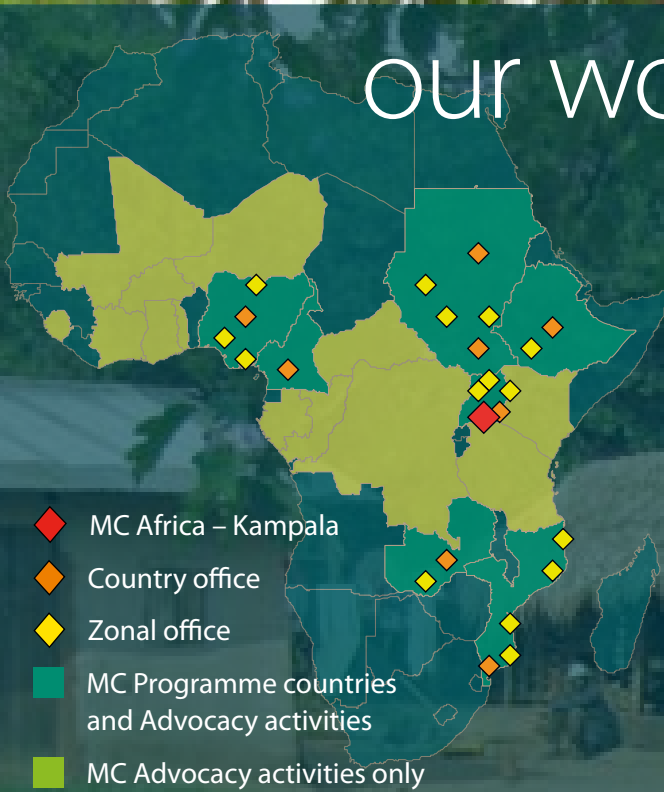 our wo
MC Africa – Kampala
Country office
Zonal office
MC Programme countries
and Advocacy activities
MC Advocacy activities only